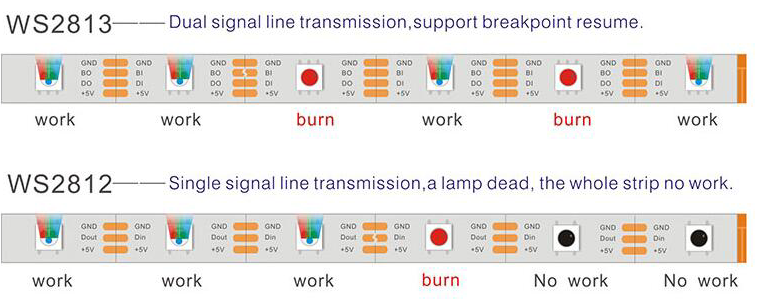 WS2813——Dual signal line transmission,support breakpoint resume.
GND GND GND GND GND GND GND GND GND GND
BO BI BO BI BO BI BO BI BO BI
DO DI DO DI DO DI DO DI DO DI
+5V +5V +5V +5V +5V +5V +5V +5V +5V +5V
work work burn work burn work
WS2812——Single signal line transmission,a lamp dead, the whole strip no work.
GND GND GND GND GND GND GND GND GND GND
Dout Din Dout Din Dout Din Dout Din Dout Din
+5V +5V +5V +5V +5V +5V +5V +5V +5V +5V
work work work burn No work No work